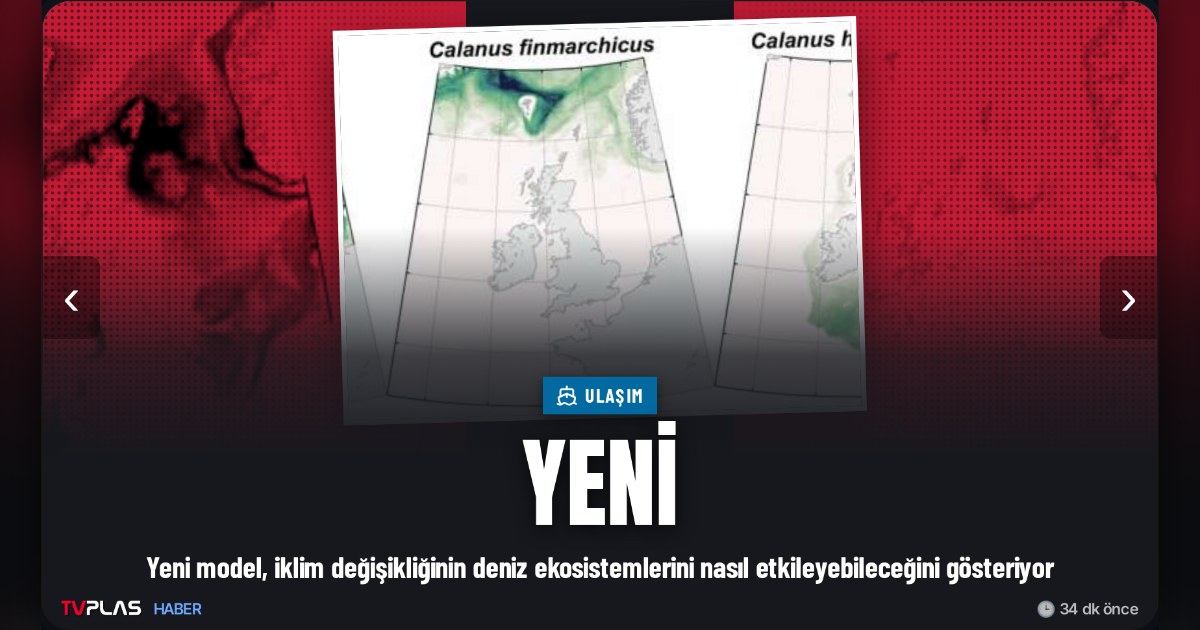 Calanus finmarchicus
Calanus h
ULAŞIM
YENİ
Yeni model, iklim değişikliğinin deniz ekosistemlerini nasıl etkileyebileceğini gösteriyor
TVPLAS HABER
34 dk önce